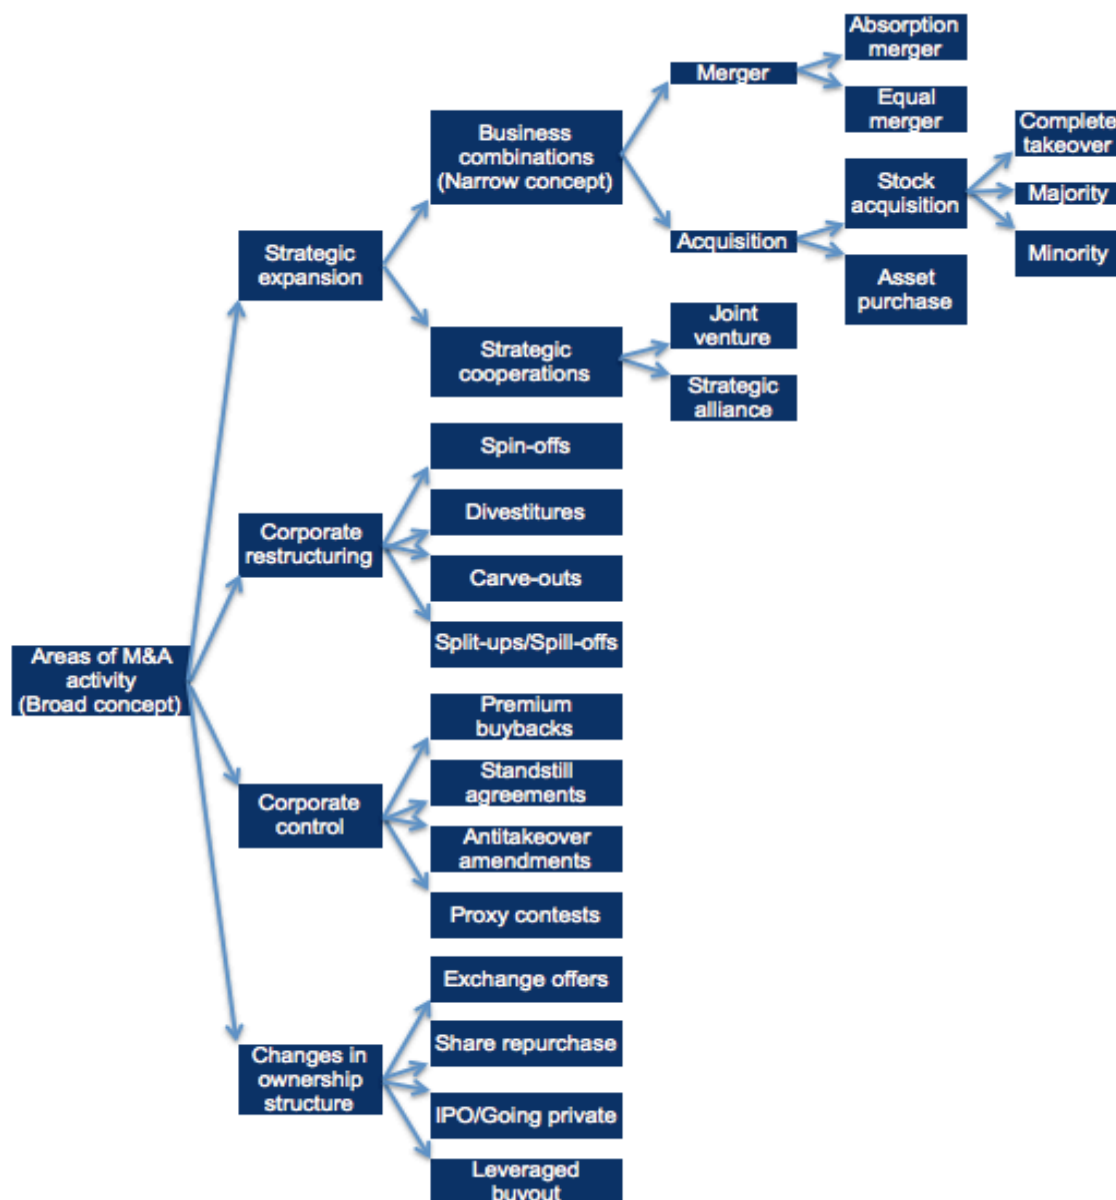 Absorption
merger
Merger
Equal
merger
Business
combinations
(Narrow concept)
Complete
takeover
Stock
acquisition
Majority
Strategic
expansion
Acquisition
Minority
Asset
purchase
Joint
venture
Strategic
cooperations
Strategic
alliance
Spin-offs
Divestitures
Corporate
restructuring
Carve-outs
Split-ups/Spill-offs
Areas of M&A
activity
(Broad concept)
Premium
buybacks
Standstill
agreements
Corporate
control
Antitakeover
amendments
Proxy contests
Exchange offers
Share repurchase
Changes in
ownership
structure
IPO/Going private
Leveraged
buyout